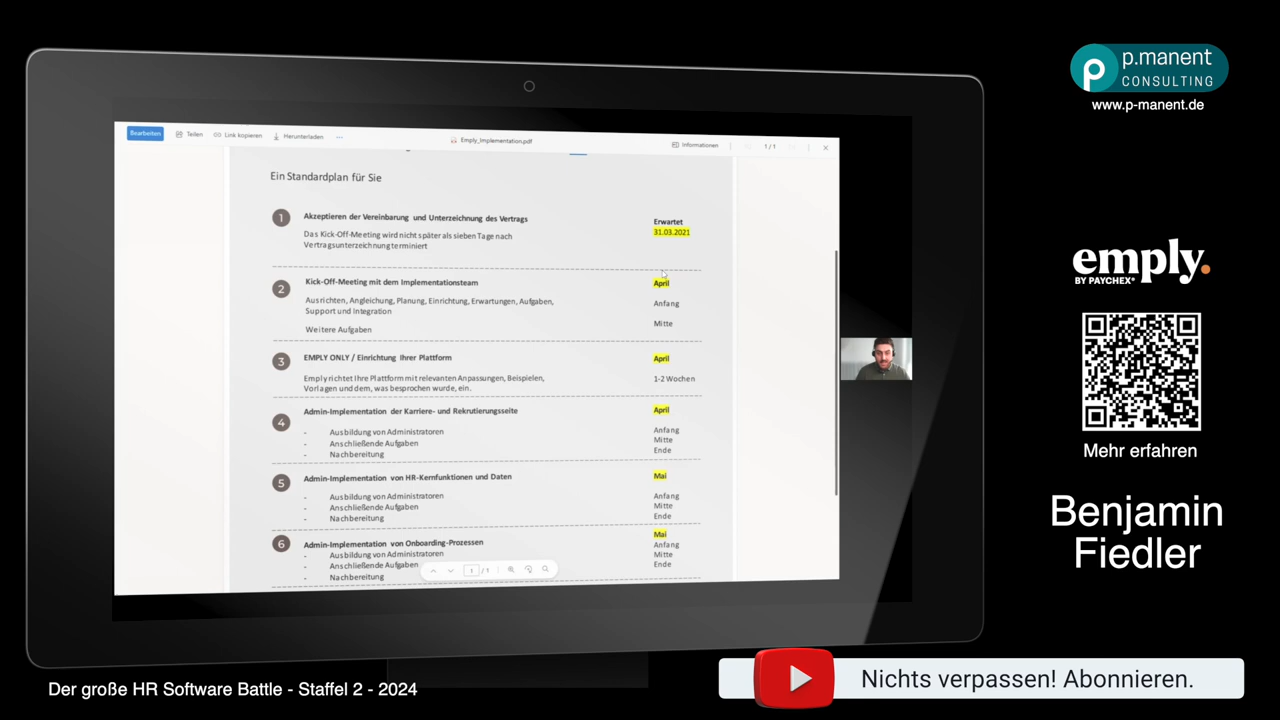 p.manent
CONSULTING
www.p-manent.de
Bearbeiten
Teilen
Link kopieren
Herunterladen
Emply_Implementation.pdf
Informationen
1/1
Ein Standardplan für Sie
1
Akzeptieren der Vereinbarung und Unterzeichnung des Vertrags
Das Kick-Off-Meeting wird nicht später als sieben Tage nach
Vertragsunterzeichnung terminiert
Erwartet
31.03.2021
2
Kick-Off-Meeting mit dem Implementationsteam
Ausrichten, Angleichung, Planung, Einrichtung, Erwartungen, Aufgaben,
Support und Integration
Weitere Aufgaben
April
Anfang
Mitte
3
EMPLY ONLY / Einrichtung Ihrer Plattform
Emply richtet Ihre Plattform mit relevanten Anpassungen, Beispielen,
Vorlagen und dem, was besprochen wurde, ein.
April
1-2 Wochen
4
Admin-Implementation der Karriere- und Rekrutierungsseite
- Ausbildung von Administratoren
- Anschließende Aufgaben
- Nachbereitung
April
Anfang
Mitte
Ende
5
Admin-Implementation von HR-Kernfunktionen und Daten
- Ausbildung von Administratoren
- Anschließende Aufgaben
- Nachbereitung
Mai
Anfang
Mitte
Ende
6
Admin-Implementation von Onboarding-Prozessen
- Ausbildung von Administratoren
- Anschließende Aufgaben
- Nachbereitung
Mai
Anfang
Mitte
Ende
1 / 1
emply.
BY PAYCHEX®
Mehr erfahren
Benjamin
Fiedler
Der große HR Software Battle - Staffel 2 - 2024
Nichts verpassen! Abonnieren.